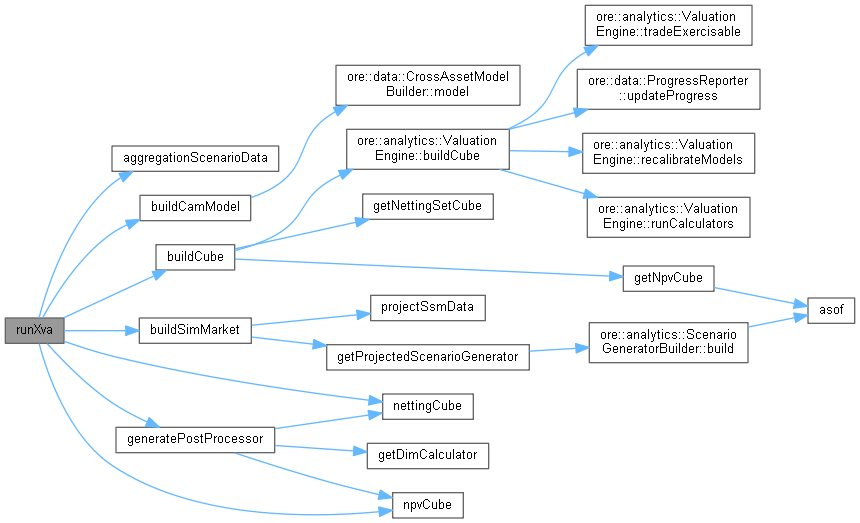 ore::analytics::Valuation
Engine::tradeExercisable
ore::data::CrossAssetModel
Builder::model
ore::data::ProgressReporter
::updateProgress
aggregationScenarioData
ore::analytics::Valuation
Engine::buildCube
ore::analytics::Valuation
Engine::recalibrateModels
buildCamModel
getNettingSetCube
ore::analytics::Valuation
Engine::runCalculators
buildCube
getNpvCube
projectSsmData
asof
runXva
buildSimMarket
getProjectedScenarioGenerator
ore::analytics::Scenario
GeneratorBuilder::build
nettingCube
generatePostProcessor
getDimCalculator
npvCube